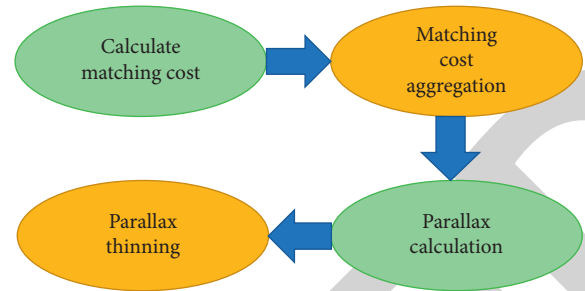 Calculate
matching cost
Matching
cost
aggregation
Parallax
calculation
Parallax
thinning